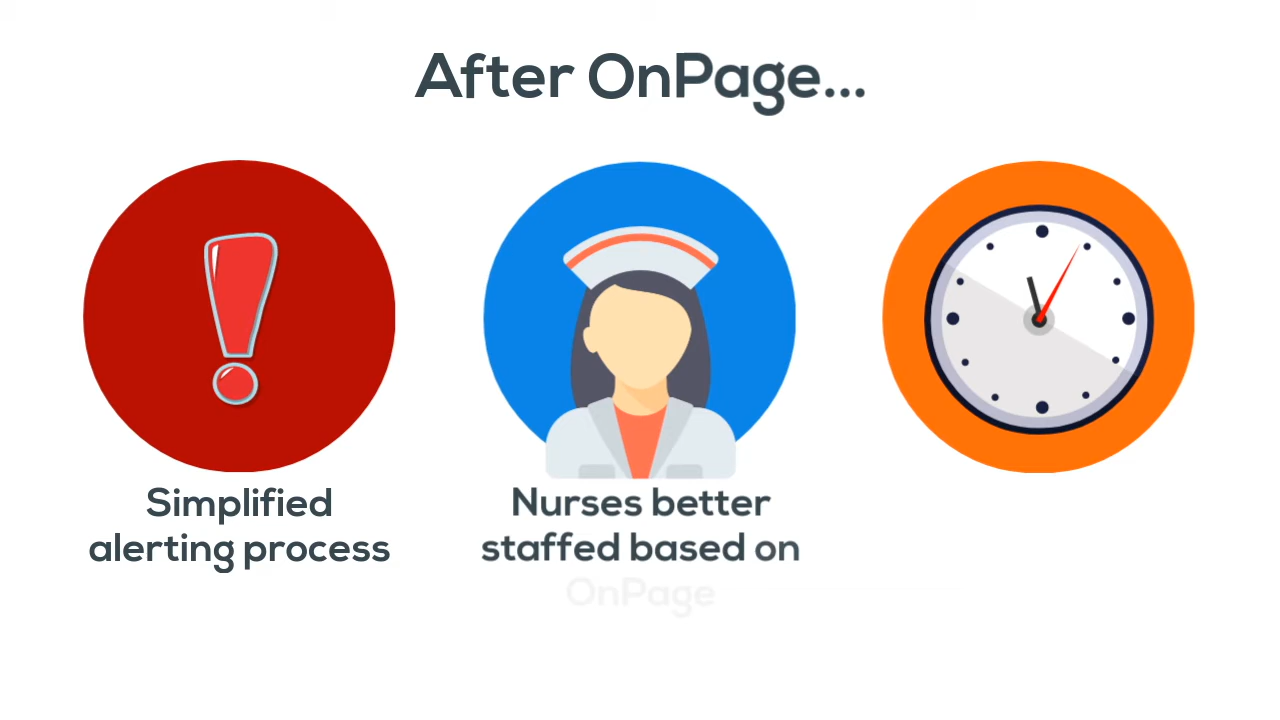 After OnPage...
Simplified
alerting process
Nurses better
staffed based on
OnPage